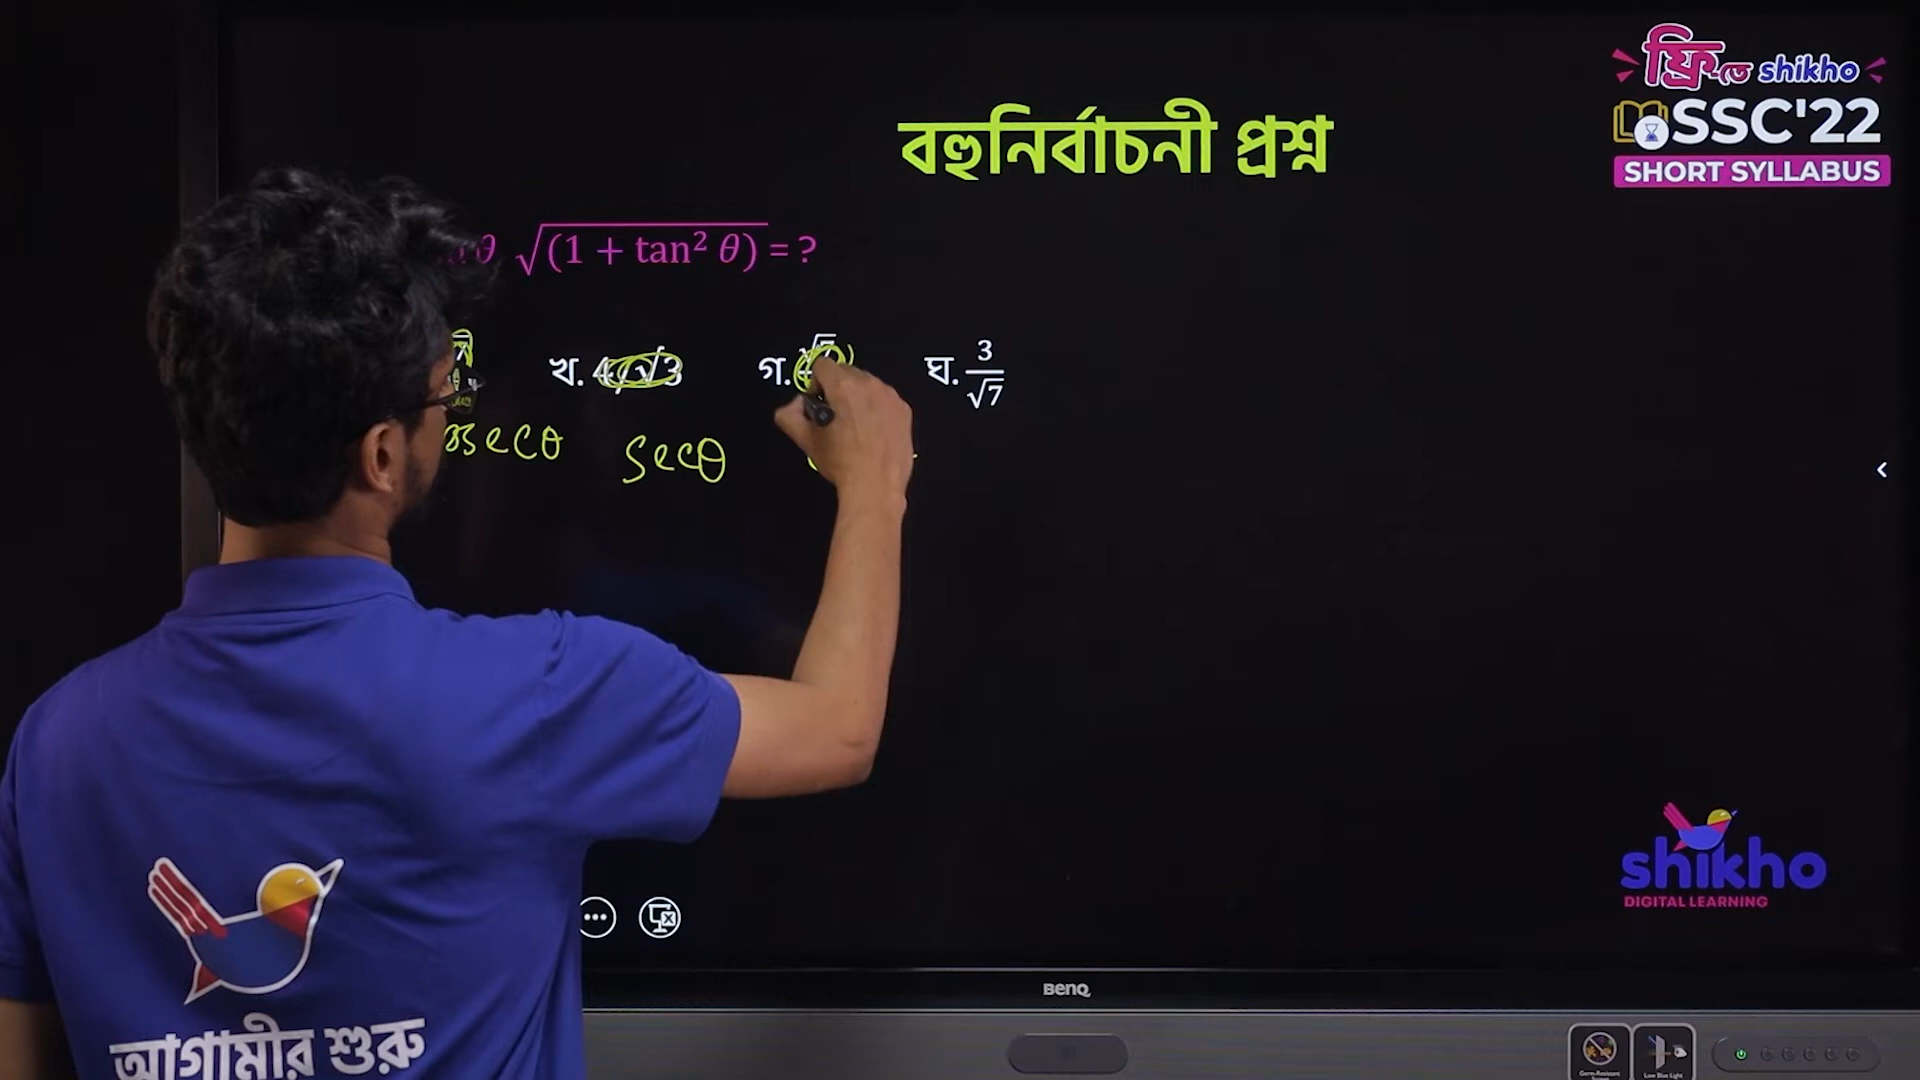 ফ্রি-তে shikho
SSC'22
SHORT SYLLABUS
বহুনির্বাচনী প্রশ্ন
θ √(1 + tan² θ) = ?
খ. 4/√3 গ. ঘ. 3/√7
secθ secθ
shikho
DIGITAL LEARNING
BenQ
আগামীর শুরু